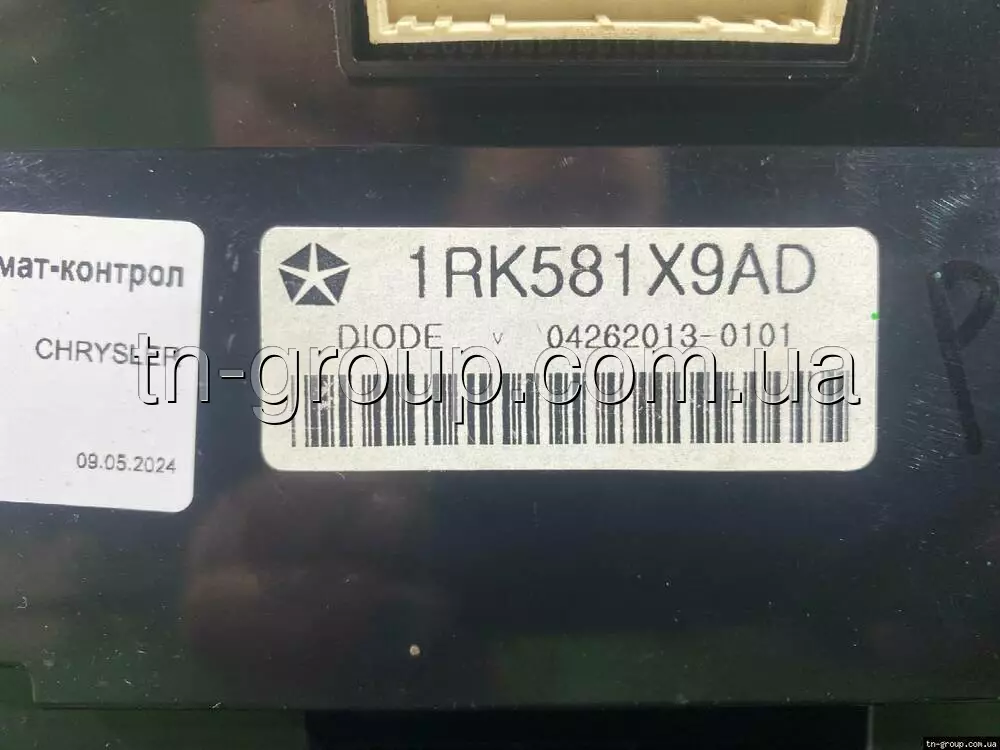 мат-контрол
CHRYSLER
09.05.2024
1RK581X9AD
DIODE v 04262013-0101
tn-group.com.ua
P
tn-group.com.ua